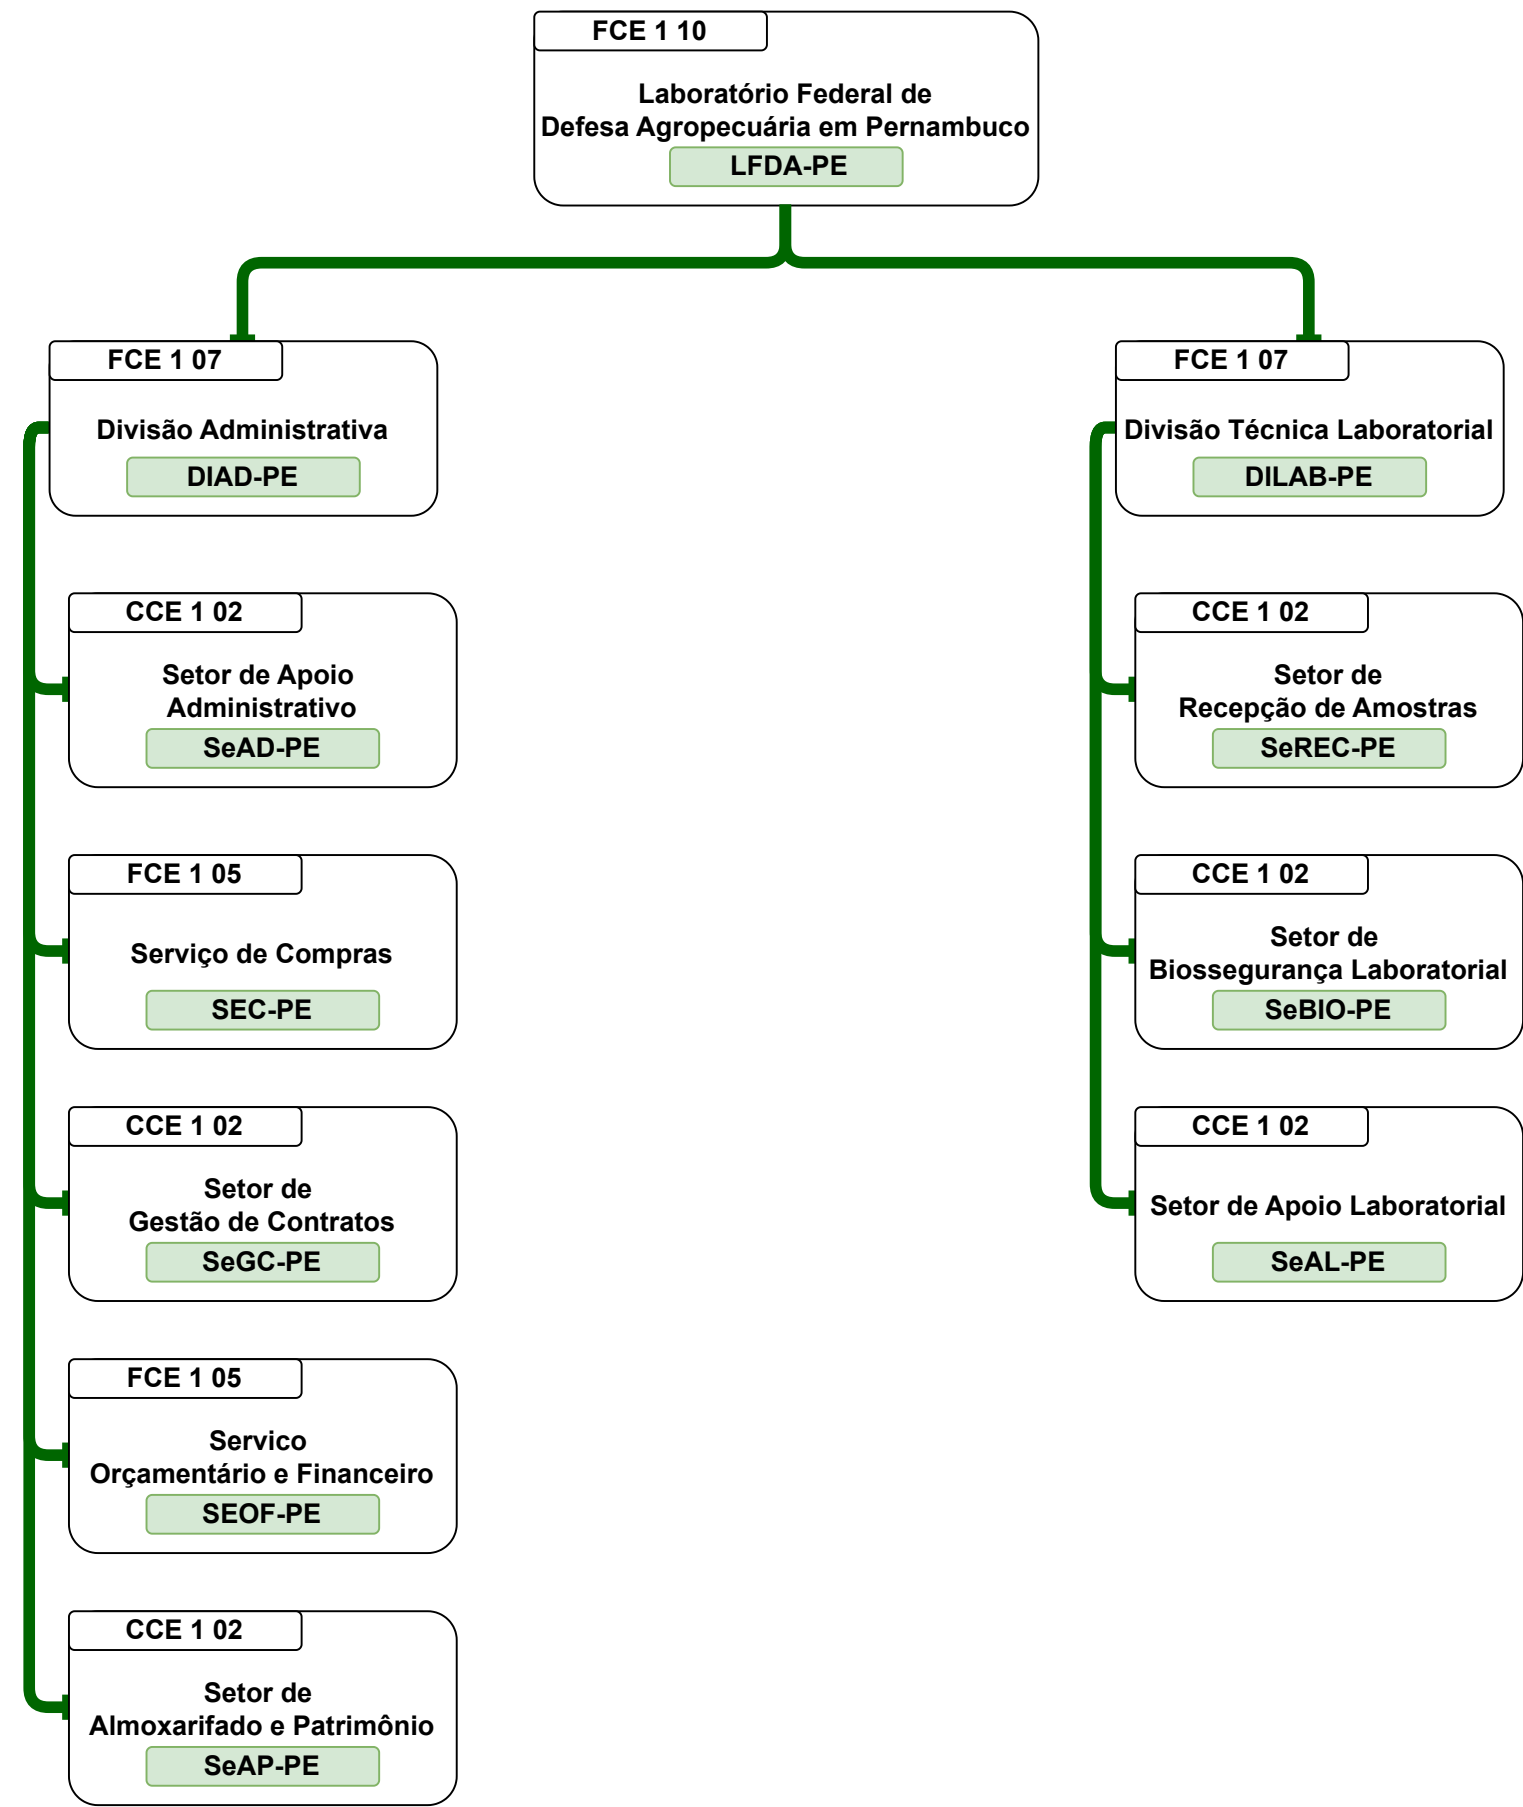 FCE 1 10
Laboratório Federal de
Defesa Agropecuária em Pernambuco
LFDA-PE
FCE 1 07
Divisão Administrativa
DIAD-PE
CCE 1 02
Setor de Apoio
Administrativo
SeAD-PE
FCE 1 05
Serviço de Compras
SEC-PE
CCE 1 02
Setor de
Gestão de Contratos
SeGC-PE
FCE 1 05
Servico
Orçamentário e Financeiro
SEOF-PE
CCE 1 02
Setor de
Almoxarifado e Patrimônio
SeAP-PE
FCE 1 07
Divisão Técnica Laboratorial
DILAB-PE
CCE 1 02
Setor de
Recepção de Amostras
SeREC-PE
CCE 1 02
Setor de
Biossegurança Laboratorial
SeBIO-PE
CCE 1 02
Setor de Apoio Laboratorial
SeAL-PE